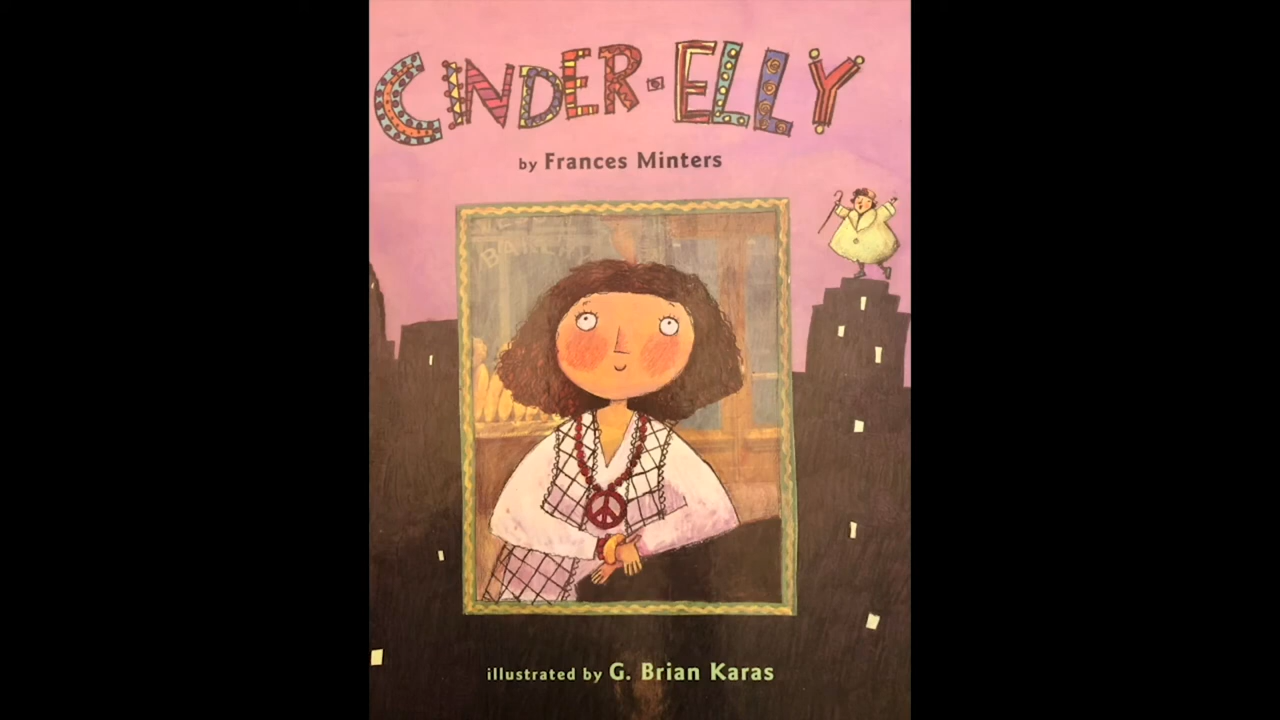 CINDER-ELLY
by Frances Minters
illustrated by G. Brian Karas